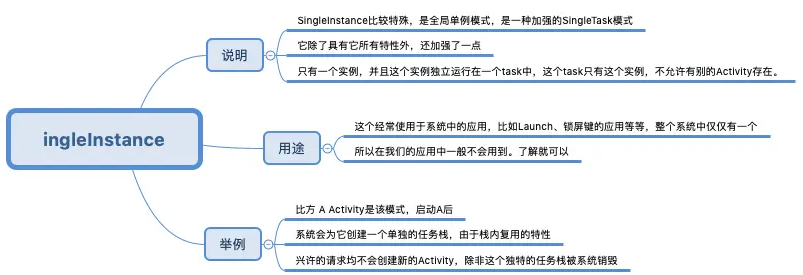 ingleInstance
说明
SingleInstance比较特殊，是全局单例模式，是一种加强的SingleTask模式
它除了具有它所有特性外，还加强了一点
只有一个实例，并且这个实例独立运行在一个task中，这个task只有这个实例，不允许有别的Activity存在。
用途
这个经常使用于系统中的应用，比如Launch、锁屏键的应用等等，整个系统中仅仅有一个
所以在我们的应用中一般不会用到。了解就可以
举例
比方 A Activity是该模式，启动A后
系统会为它创建一个单独的任务栈，由于栈内复用的特性
兴许的请求均不会创建新的Activity，除非这个独特的任务栈被系统销毁